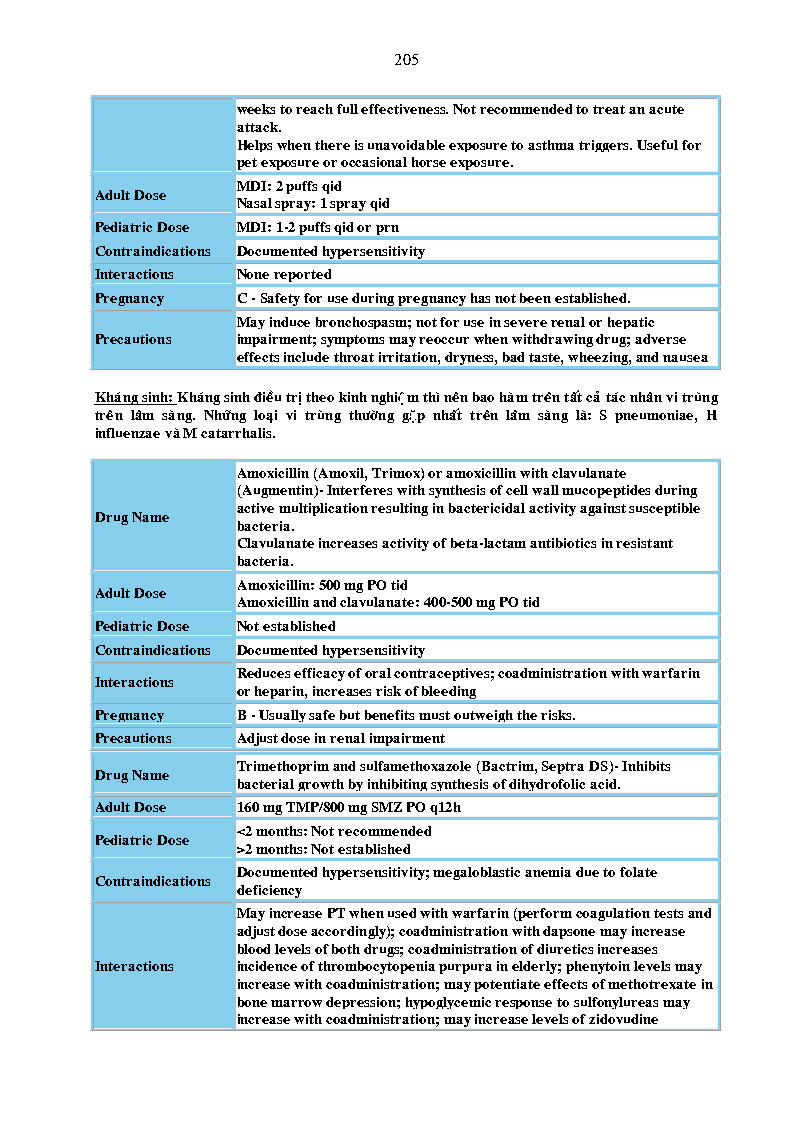 205
weeks to reach full effectiveness. Not recommended to treat an acute
attack.
Helps when there is unavoidable exposure to asthma triggers. Useful for
pet exposure or occasional horse exposure.
Adult Dose
MDI: 2 puffs qid
Nasal spray: 1 spray qid
Pediatric Dose
MDI: 1-2 puffs qid or prn
Contraindications
Documented hypersensitivity
Interactions
None reported
Pregnancy
C - Safety for use during pregnancy has not been established.
Precautions
May induce bronchospasm; not for use in severe renal or hepatic
impairment; symptoms may reoccur when withdrawing drug; adverse
effects include throat irritation, dryness, bad taste, wheezing, and nausea
Kháng sinh: Kháng sinh điều trị theo kinh nghiệm thì nên bao hàm trên tất cả tác nhân vi trùng
trên lâm sàng. Những loại vi trùng thường gặp nhất trên lâm sàng là: S pneumoniae, H
influenzae và M catarrhalis.
Drug Name
Amoxicillin (Amoxil, Trimox) or amoxicillin with clavulanate
(Augmentin)- Interferes with synthesis of cell wall mucopeptides during
active multiplication resulting in bactericidal activity against susceptible
bacteria.
Clavulanate increases activity of beta-lactam antibiotics in resistant
bacteria.
Adult Dose
Amoxicillin: 500 mg PO tid
Amoxicillin and clavulanate: 400-500 mg PO tid
Pediatric Dose
Not established
Contraindications
Documented hypersensitivity
Interactions
Reduces efficacy of oral contraceptives; coadministration with warfarin
or heparin, increases risk of bleeding
Pregnancy
B - Usually safe but benefits must outweigh the risks.
Precautions
Adjust dose in renal impairment
Drug Name
Trimethoprim and sulfamethoxazole (Bactrim, Septra DS)- Inhibits
bacterial growth by inhibiting synthesis of dihydrofolic acid.
Adult Dose
160 mg TMP/800 mg SMZ PO q12h
Pediatric Dose
<2 months: Not recommended
>2 months: Not established
Contraindications
Documented hypersensitivity; megaloblastic anemia due to folate
deficiency
Interactions
May increase PT when used with warfarin (perform coagulation tests and
adjust dose accordingly); coadministration with dapsone may increase
blood levels of both drugs; coadministration of diuretics increases
incidence of thrombocytopenia purpura in elderly; phenytoin levels may
increase with coadministration; may potentiate effects of methotrexate in
bone marrow depression; hypoglycemic response to sulfonylureas may
increase with coadministration; may increase levels of zidovudine